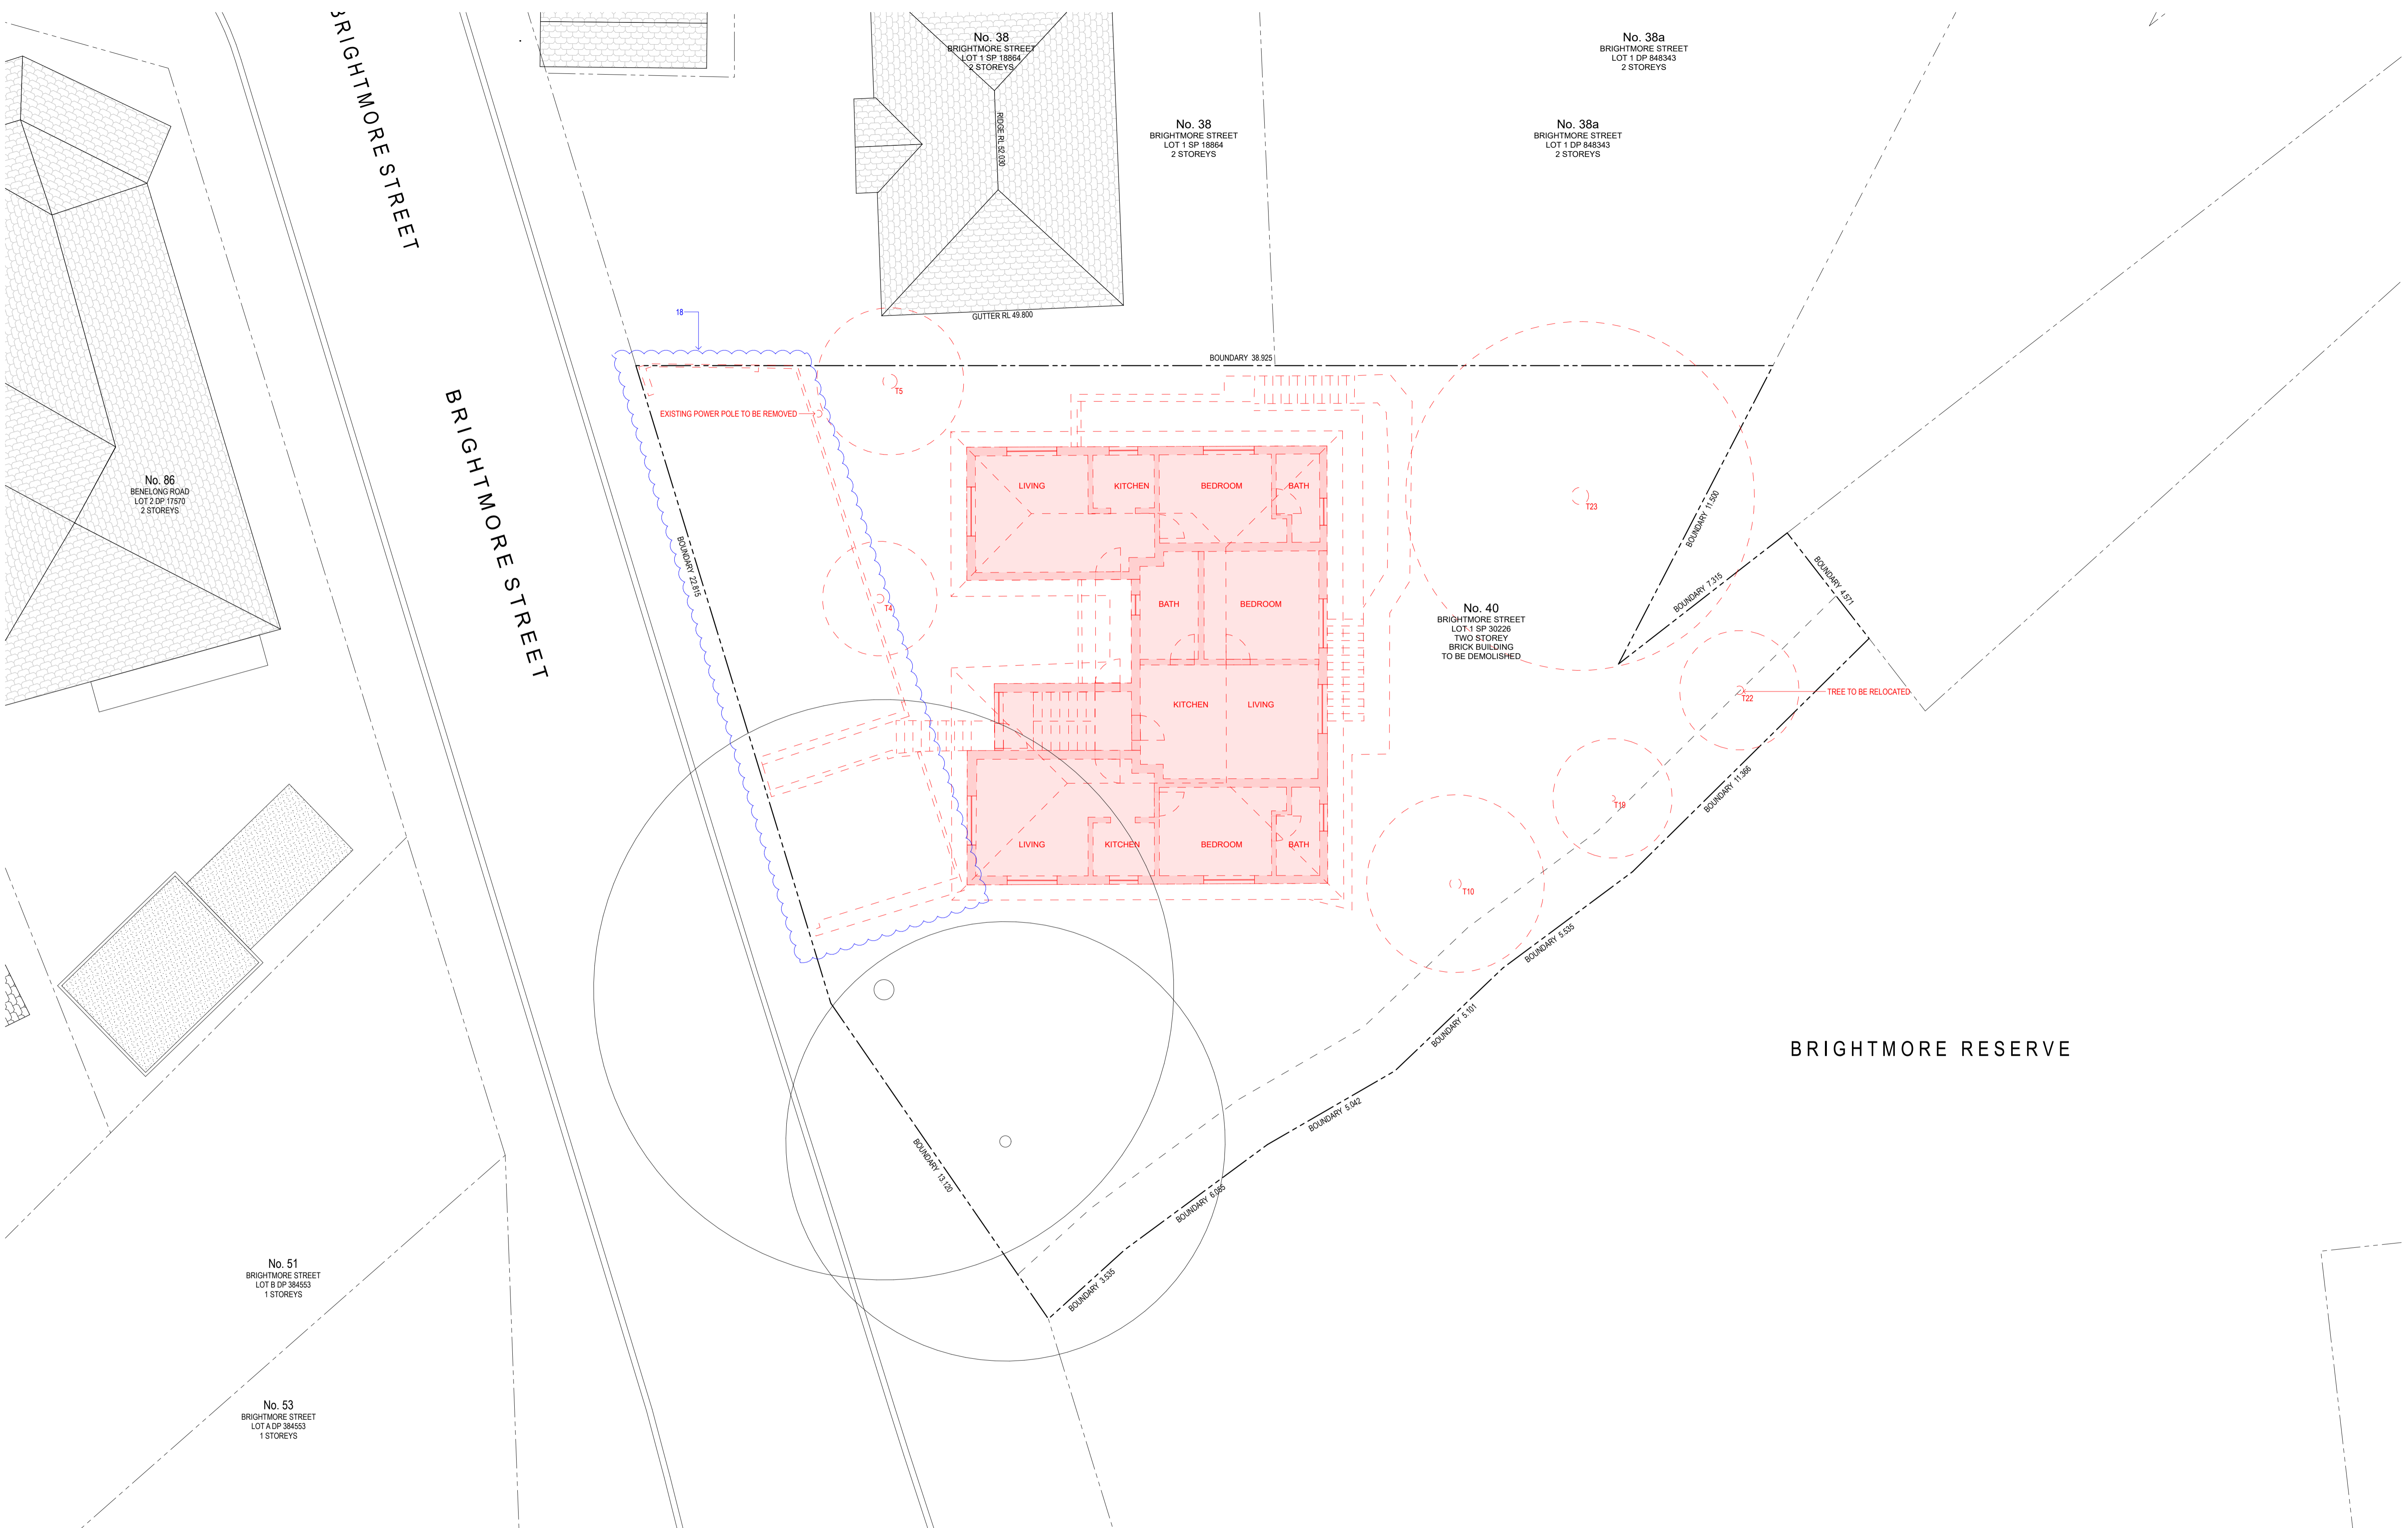 BRIGHTMORE STREET
No. 38
BRIGHTMORE STREET
LOT 1 SP 18864
2 STOREYS
RIDGE RL 52.030
GUTTER RL 49.800
No. 38
BRIGHTMORE STREET
LOT 1 SP 18864
2 STOREYS
No. 38a
BRIGHTMORE STREET
LOT 1 DP 848343
2 STOREYS
No. 38a
BRIGHTMORE STREET
LOT 1 DP 848343
2 STOREYS
18
BOUNDARY 38.925
T5
EXISTING POWER POLE TO BE REMOVED
BRIGHTMORE STREET
No. 86
BENELONG ROAD
LOT 2 DP 17570
2 STOREYS
LIVING
KITCHEN
BEDROOM
BATH
T23
BOUNDARY 11.500
BOUNDARY 22.815
T4
BATH
BEDROOM
No. 40
BRIGHTMORE STREET
LOT 1 SP 30226
TWO STOREY
BRICK BUILDING
TO BE DEMOLISHED
BOUNDARY 7.315
BOUNDARY 4.571
KITCHEN
LIVING
T22
TREE TO BE RELOCATED
T19
BOUNDARY 11.366
LIVING
KITCHEN
BEDROOM
BATH
T10
BOUNDARY 5.535
BOUNDARY 5.101
BRIGHTMORE RESERVE
BOUNDARY 5.042
BOUNDARY 13.120
BOUNDARY 6.085
BOUNDARY 3.535
No. 51
BRIGHTMORE STREET
LOT B DP 384553
1 STOREYS
No. 53
BRIGHTMORE STREET
LOT A DP 384553
1 STOREYS